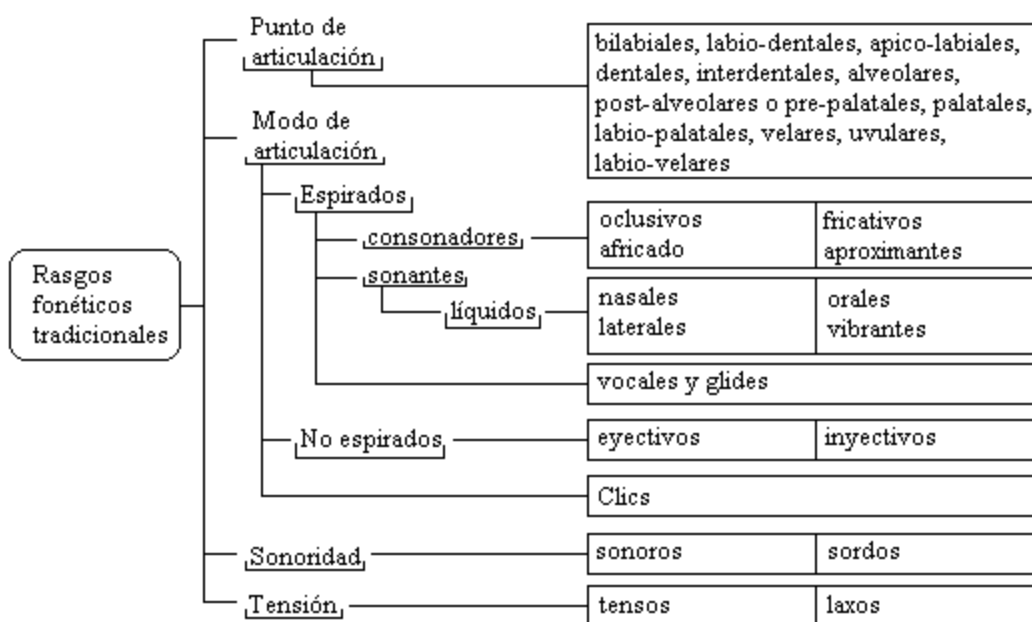 Punto de
articulación
bilabiales, labio-dentales, apico-labiales,
dentales, interdentales, alveolares,
post-alveolares o pre-palatales, palatales,
labio-palatales, velares, uvulares,
labio-velares
Modo de
articulación
Espirados
consonadores
oclusivos
africado
fricativos
aproximantes
sonantes
líquidos
nasales
laterales
orales
vibrantes
vocales y glides
Rasgos
fonéticos
tradicionales
No espirados
eyectivos
inyectivos
Clics
Sonoridad
sonoros
sordos
Tensión
tensos
laxos